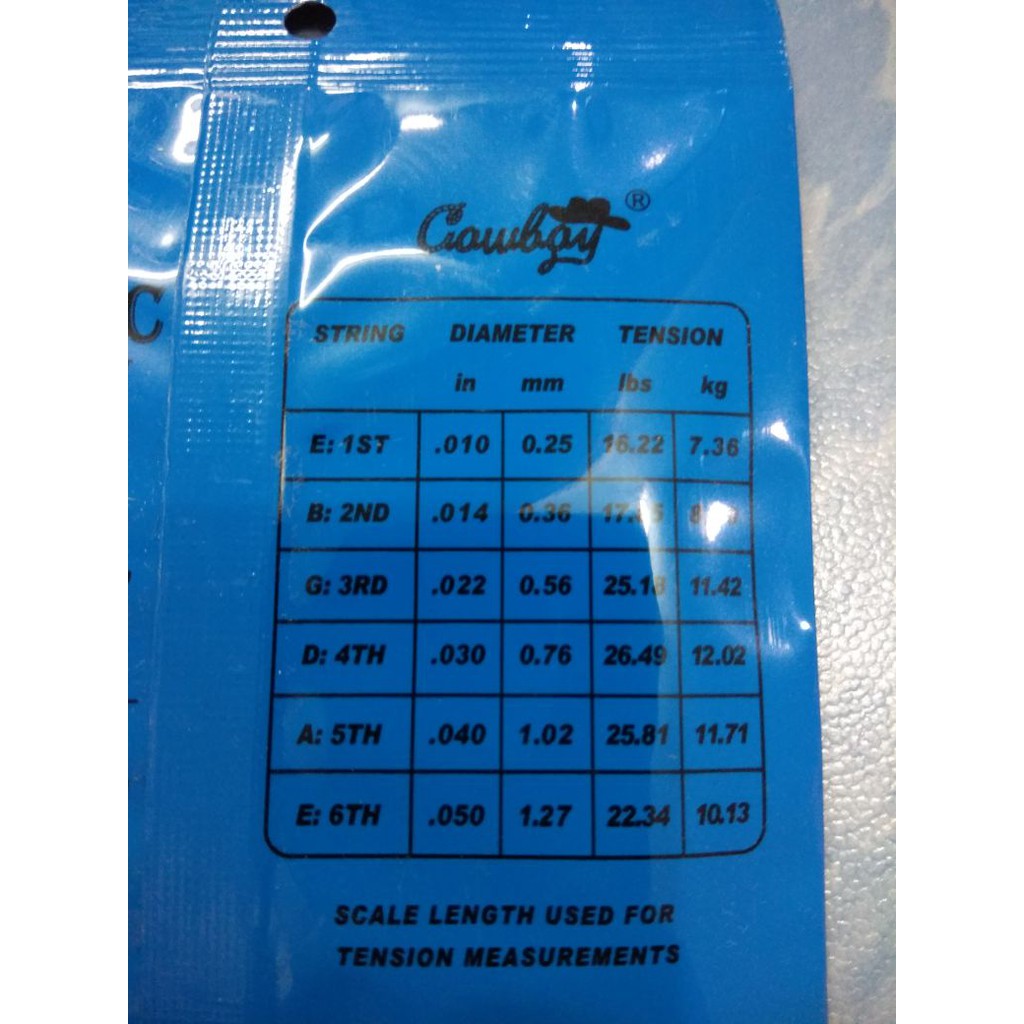 Cowboy®
C
STRING DIAMETER TENSION
in mm lbs kg
E: 1ST .010 0.25 16.22 7.36
B: 2ND .014 0.36
G: 3RD .022 0.56 25.18 11.42
D: 4TH .030 0.76 26.49 12.02
A: 5TH .040 1.02 25.81 11.71
E: 6TH .050 1.27 22.34 10.13
SCALE LENGTH USED FOR
TENSION MEASUREMENTS